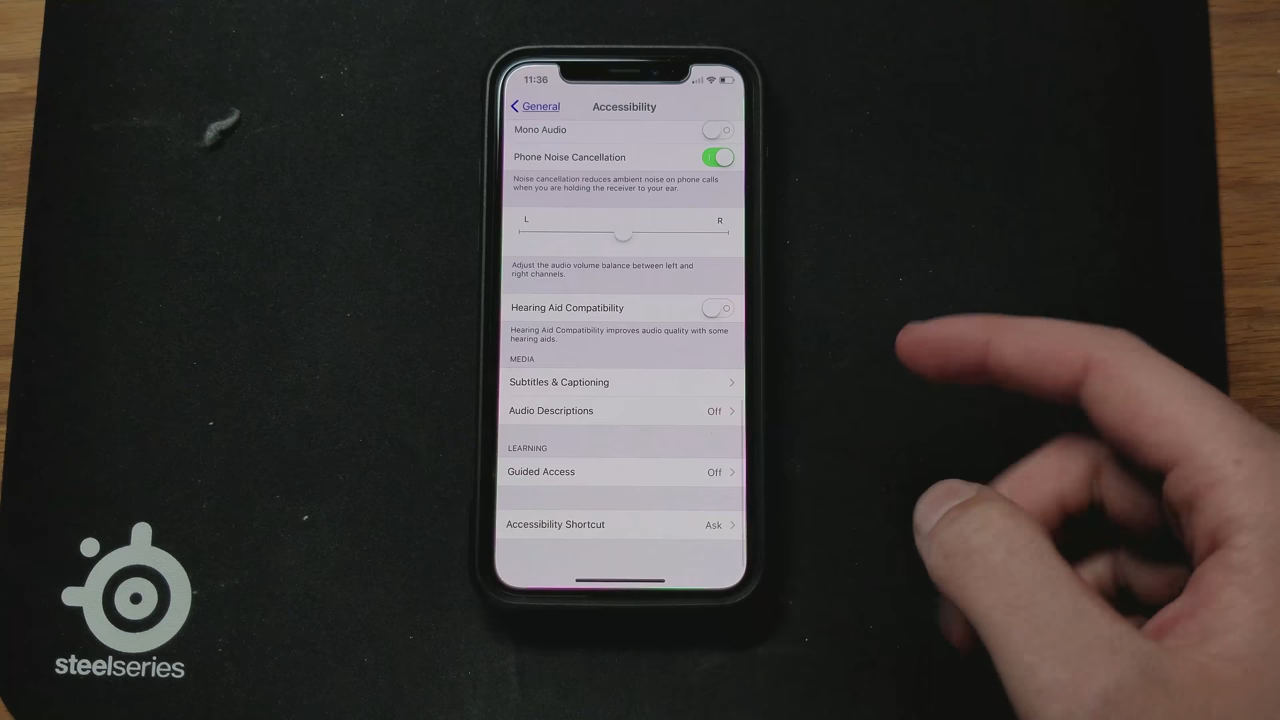 11:36
General
Accessibility
Mono Audio
Phone Noise Cancellation
Noise cancellation reduces ambient noise on phone calls
when you are holding the receiver to your ear.
L
R
Adjust the audio volume balance between left and
right channels.
Hearing Aid Compatibility
Hearing Aid Compatibility improves audio quality with some
hearing aids.
MEDIA
Subtitles & Captioning
Audio Descriptions Off
LEARNING
Guided Access Off
Accessibility Shortcut Ask
steelseries